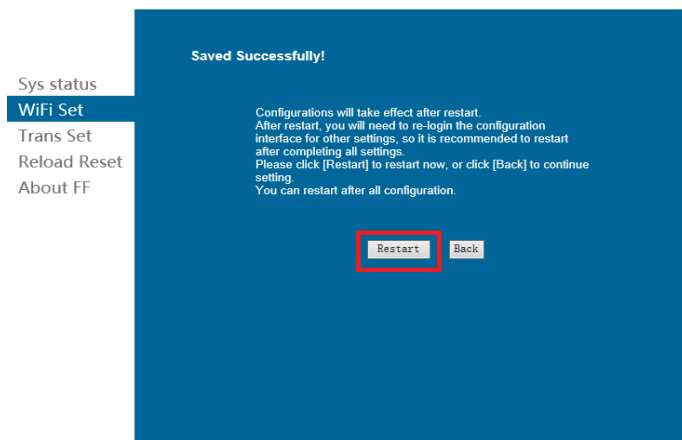 Saved Successfully!
Sys status
WiFi Set
Trans Set
Reload Reset
About FF
Configurations will take effect after restart.
After restart, you will need to re-login the configuration
interface for other settings, so it is recommended to restart
after completing all settings.
Please click [Restart] to restart now, or click [Back] to continue
setting.
You can restart after all configuration.
Restart Back